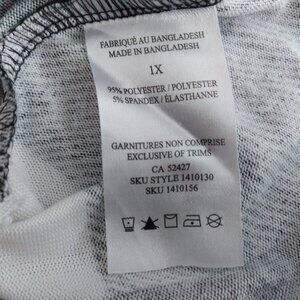 FABRIQUÉ AU BANGLADESH
MADE IN BANGLADESH
1X
95% POLYESTER / POLYESTER
5% SPANDEX / ÉLASTHANNE
GARNITURES NON COMPRISE
EXCLUSIVE OF TRIMS
CA 52427
SKU STYLE 1410130
SKU 1410156